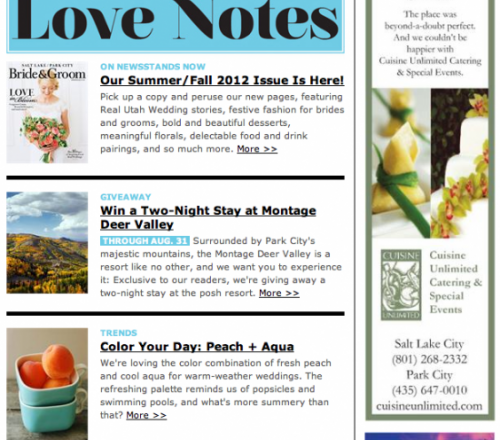 Love Notes
SALT LAKE · PARK CITY
Bride&Groom
LOVE
ON NEWSSTANDS NOW
Our Summer/Fall 2012 Issue Is Here!
Pick up a copy and peruse our new pages, featuring
Real Utah Wedding stories, festive fashion for brides
and grooms, bold and beautiful desserts,
meaningful florals, delectable food and drink
pairings, and so much more. More >>
GIVEAWAY
Win a Two-Night Stay at Montage
Deer Valley
THROUGH AUG. 31 Surrounded by Park City's
majestic mountains, the Montage Deer Valley is a
resort like no other, and we want you to experience
it: Exclusive to our readers, we're giving away a
two-night stay at the posh resort. More >>
TRENDS
Color Your Day: Peach + Aqua
We're loving the color combination of fresh peach
and cool aqua for warm-weather weddings. The
refreshing palette reminds us of popsicles and
swimming pools, and what's more summery than
that? More >>
The place was
beyond-a-doubt perfect.
And we couldn't be
happier with
Cuisine Unlimited Catering
& Special Events.
CUISINE
UNLIMITED
Cuisine
Unlimited
Catering &
Special
Events
Salt Lake City
(801) 268-2332
Park City
(435) 647-0010
cuisineunlimited.com